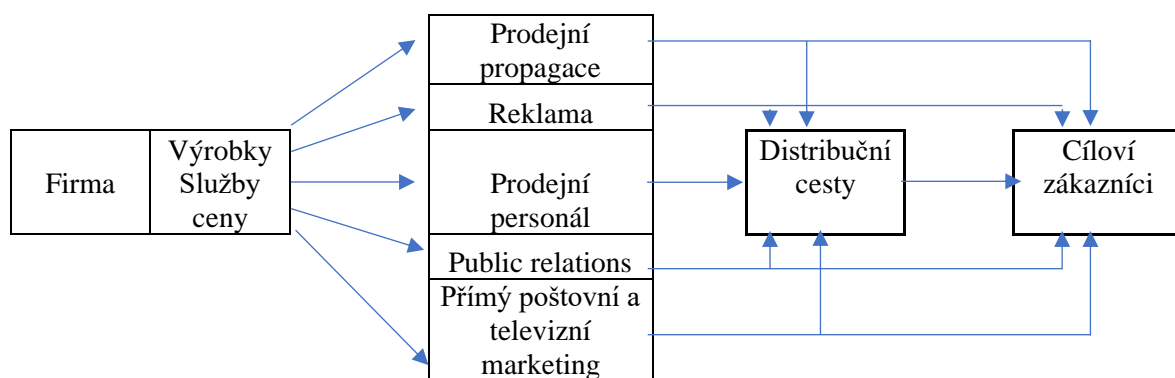 Firma
Výrobky
Služby
ceny
Prodejní
propagace
Reklama
Prodejní
personál
Public relations
Přímý poštovní a
televizní
marketing
Distribuční
cesty
Cíloví
zákazníci